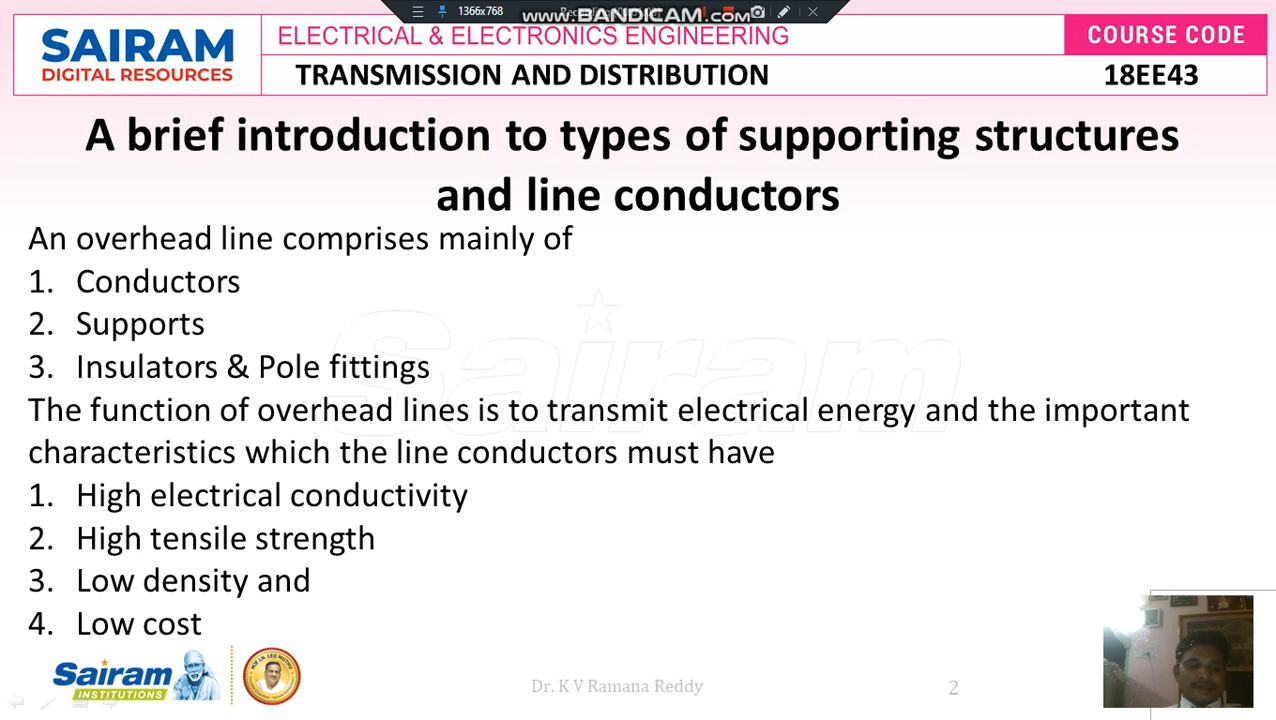 1366x768
www.BANDICAM.com
SAIRAM
DIGITAL RESOURCES
ELECTRICAL & ELECTRONICS ENGINEERING
COURSE CODE
TRANSMISSION AND DISTRIBUTION
18EE43
A brief introduction to types of supporting structures
and line conductors
An overhead line comprises mainly of
1. Conductors
2. Supports
3. Insulators & Pole fittings
The function of overhead lines is to transmit electrical energy and the important
characteristics which the line conductors must have
1. High electrical conductivity
2. High tensile strength
3. Low density and
4. Low cost
Sairam
Sairam
INSTITUTIONS
Dr. K V Ramana Reddy
2